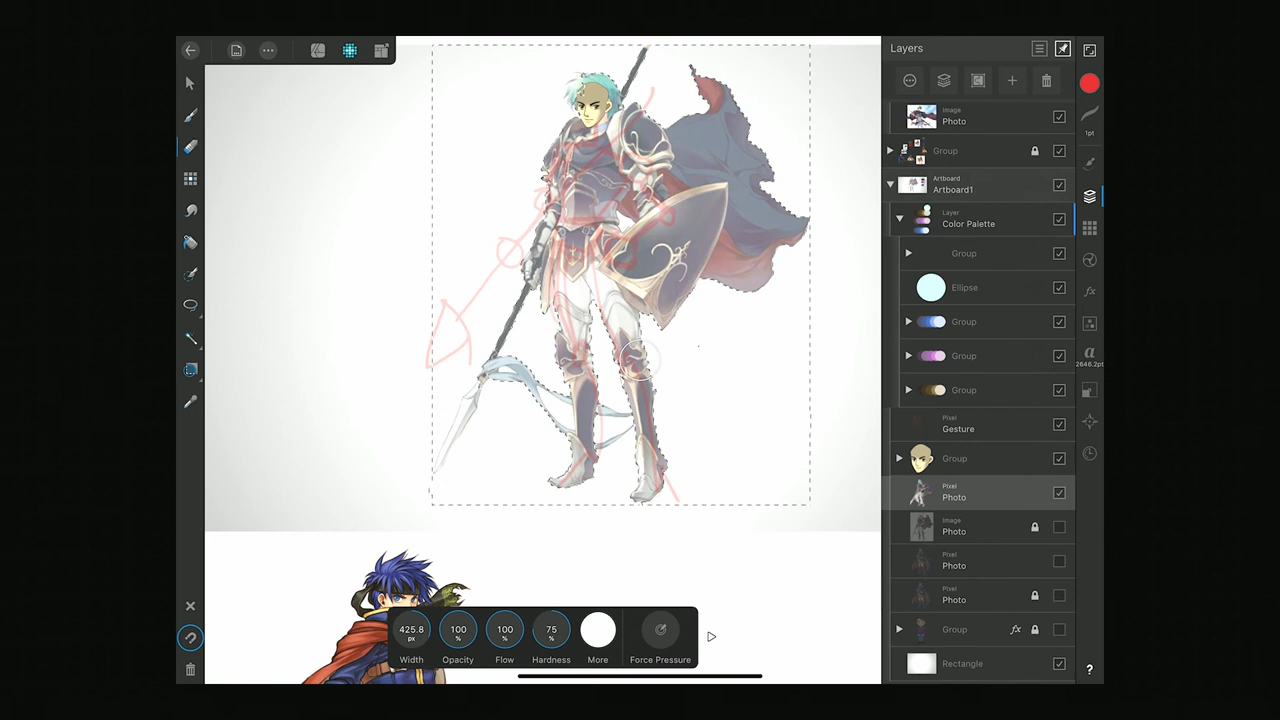 Layers
Image
Photo
Group
Artboard
Artboard1
1pt
Layer
Color Palette
Group
Ellipse
Group
fx
Group
a
2646.2pt
Group
Pixel
Gesture
Group
Pixel
Photo
Image
Photo
Pixel
Photo
Pixel
Photo
Group
fx
Rectangle
?
425.8
px
100
%
100
%
75
%
Width
Opacity
Flow
Hardness
More
Force Pressure